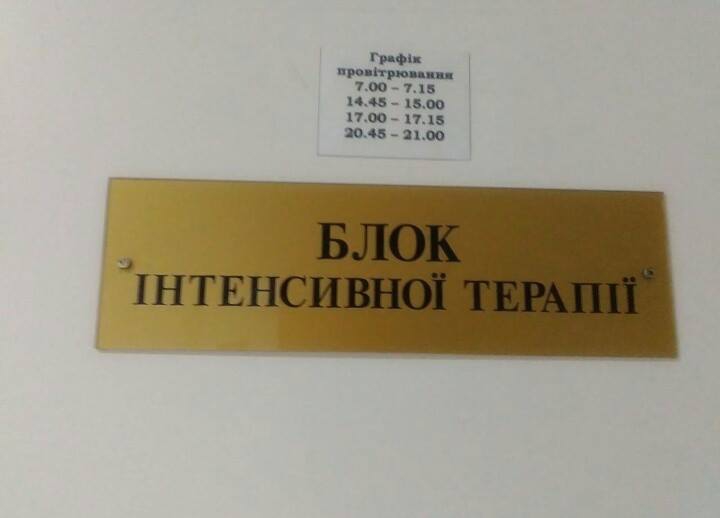 Графік
провітрювання
7.00 – 7.15
14.45 – 15.00
17.00 – 17.15
20.45 – 21.00
БЛОК
ІНТЕНСИВНОЇ ТЕРАПІЇ